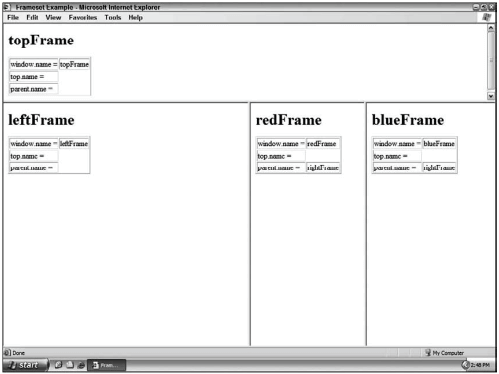 Frameset Example - Microsoft Internet Explorer
File Edit View Favorites Tools Help
topFrame
window.name = topFrame
top.name =
parent.name =
leftFrame
window.name = leftFrame
top.name =
parent.name =
redFrame
window.name = redFrame
top.name =
parent.name = rightFrame
blueFrame
window.name = blueFrame
top.name =
parent.name = rightFrame
Done
My Computer
start
Fram...
2:48 PM